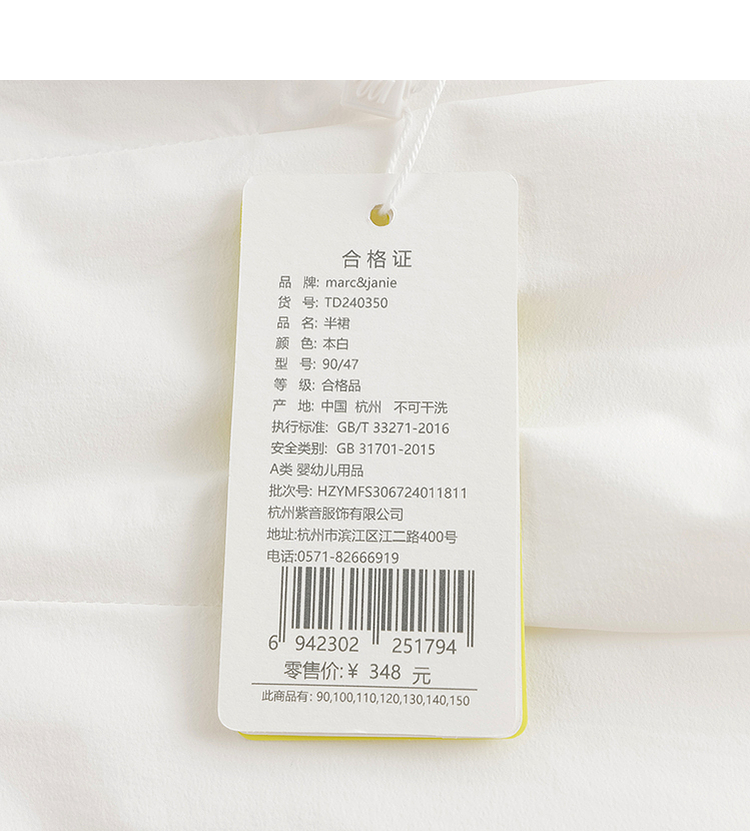 合格证
品 牌: marc&janie
货 号: TD240350
品 名: 半裙
颜 色: 本白
型 号: 90/47
等 级: 合格品
产 地: 中国 杭州 不可干洗
执行标准: GB/T 33271-2016
安全类别: GB 31701-2015
A类 婴幼儿用品
批次号: HZYMFS306724011811
杭州紫音服饰有限公司
地址:杭州市滨江区江二路400号
电话:0571-82666919
6 942302 251794
零售价:¥ 348 元
此商品有: 90,100,110,120,130,140,150